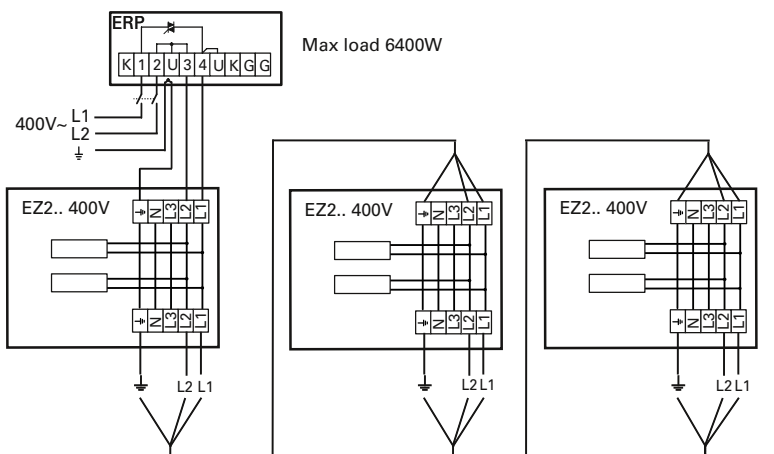 ERP
Max load 6400W
K 1 2 U 3 4 U K G G
400V~ L1
L2
EZ2.. 400V
N L3 L2 L1
N L3 L2 L1
L2 L1
EZ2.. 400V
N L3 L2 L1
N L3 L2 L1
L2 L1
EZ2.. 400V
N L3 L2 L1
N L3 L2 L1
L2 L1